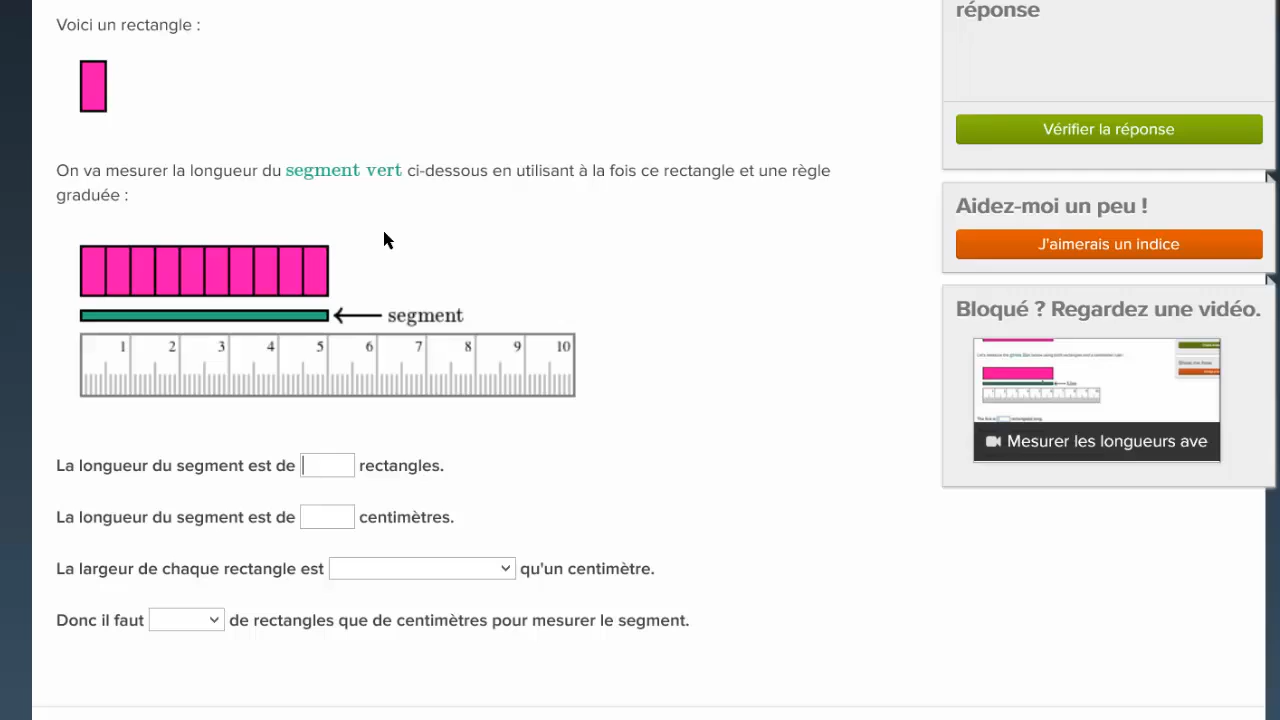 Voici un rectangle :
On va mesurer la longueur du segment vert ci-dessous en utilisant à la fois ce rectangle et une règle
graduée :
segment
1 2 3 4 5 6 7 8 9 10
La longueur du segment est de rectangles.
La longueur du segment est de centimètres.
La largeur de chaque rectangle est qu'un centimètre.
Donc il faut de rectangles que de centimètres pour mesurer le segment.
réponse
Vérifier la réponse
Aidez-moi un peu !
J'aimerais un indice
Bloqué ? Regardez une vidéo.
Mesurer les longueurs ave